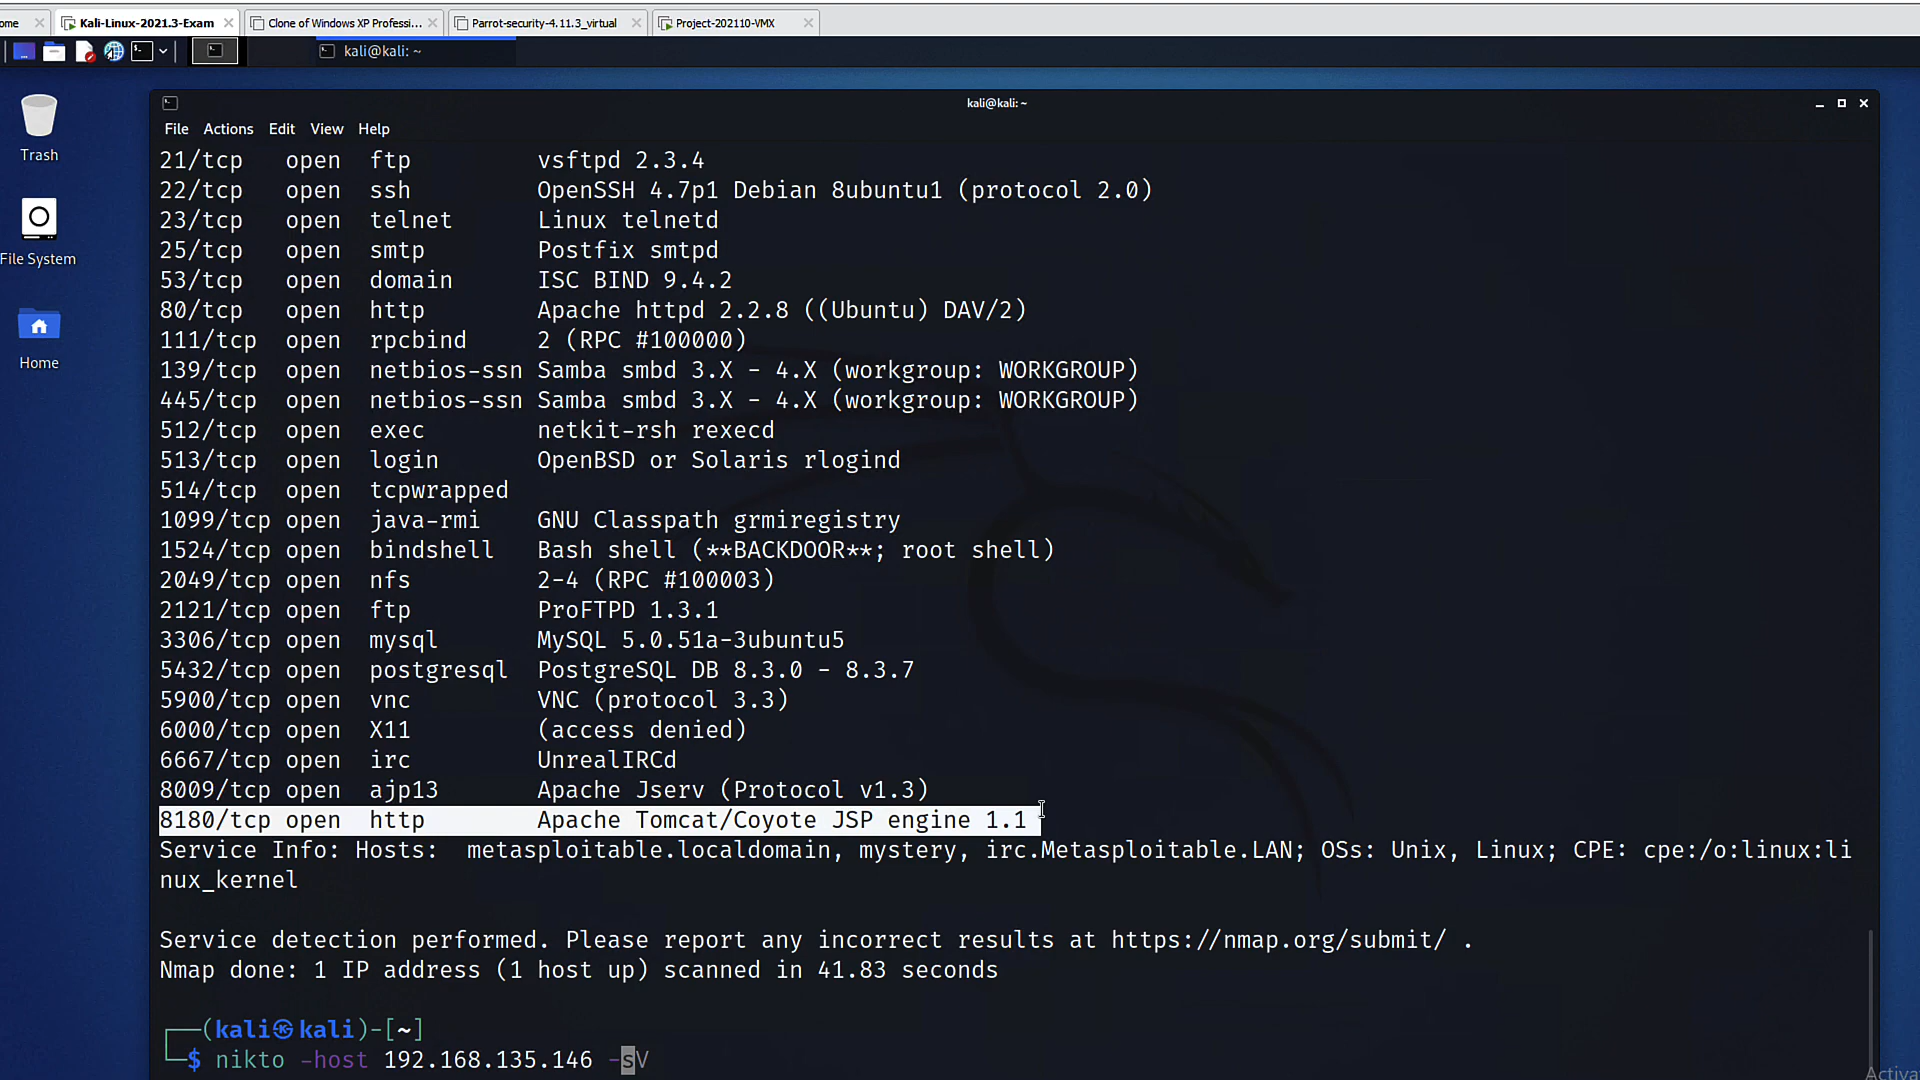 ome
Kali-Linux-2021.3-Exam
Clone of Windows XP Professi...
Parrot-security-4.11.3_virtual
Project-202110-VMX
kali@kali: ~
Trash
File System
Home
kali@kali: ~
File Actions Edit View Help
21/tcp open ftp vsftpd 2.3.4
22/tcp open ssh OpenSSH 4.7p1 Debian 8ubuntu1 (protocol 2.0)
23/tcp open telnet Linux telnetd
25/tcp open smtp Postfix smtpd
53/tcp open domain ISC BIND 9.4.2
80/tcp open http Apache httpd 2.2.8 ((Ubuntu) DAV/2)
111/tcp open rpcbind 2 (RPC #100000)
139/tcp open netbios-ssn Samba smbd 3.X - 4.X (workgroup: WORKGROUP)
445/tcp open netbios-ssn Samba smbd 3.X - 4.X (workgroup: WORKGROUP)
512/tcp open exec netkit-rsh rexecd
513/tcp open login OpenBSD or Solaris rlogind
514/tcp open tcpwrapped
1099/tcp open java-rmi GNU Classpath grmiregistry
1524/tcp open bindshell Bash shell (**BACKDOOR**; root shell)
2049/tcp open nfs 2-4 (RPC #100003)
2121/tcp open ftp ProFTPD 1.3.1
3306/tcp open mysql MySQL 5.0.51a-3ubuntu5
5432/tcp open postgresql PostgreSQL DB 8.3.0 - 8.3.7
5900/tcp open vnc VNC (protocol 3.3)
6000/tcp open X11 (access denied)
6667/tcp open irc UnrealIRCd
8009/tcp open ajp13 Apache Jserv (Protocol v1.3)
8180/tcp open http Apache Tomcat/Coyote JSP engine 1.1
Service Info: Hosts:  metasploitable.localdomain, mystery, irc.Metasploitable.LAN; OSs: Unix, Linux; CPE: cpe:/o:linux:li
nux_kernel
Service detection performed. Please report any incorrect results at https://nmap.org/submit/ .
Nmap done: 1 IP address (1 host up) scanned in 41.83 seconds
(kali㉿kali)-[~]
$ nikto -host 192.168.135.146 -sV
Activa